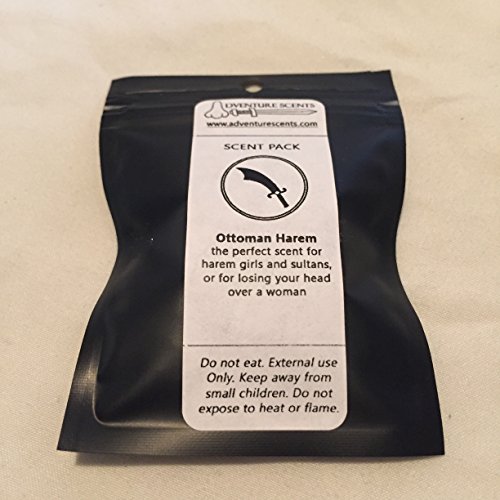 ADVENTURE SCENTS
www.adventurescents.com
SCENT PACK
Ottoman Harem
the perfect scent for
harem girls and sultans,
or for losing your head
over a woman
Do not eat. External use
Only. Keep away from
small children. Do not
expose to heat or flame.